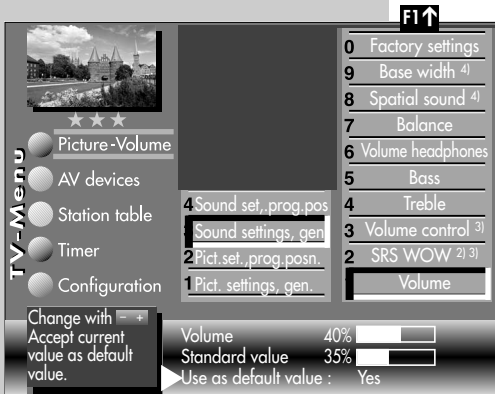 F1↑
TV-Menu
Picture-Volume
AV devices
Station table
Timer
Configuration
4 Sound set,.prog.pos
Sound settings, gen
2 Pict.set.,prog.posn.
1 Pict. settings, gen.
0 Factory settings
9 Base width 4)
8 Spatial sound 4)
7 Balance
6 Volume headphones
5 Bass
4 Treble
3 Volume control 3)
2 SRS WOW 2) 3)
Volume
Change with - +
Accept current
value as default
value.
Volume 40%
Standard value 35%
Use as default value : Yes